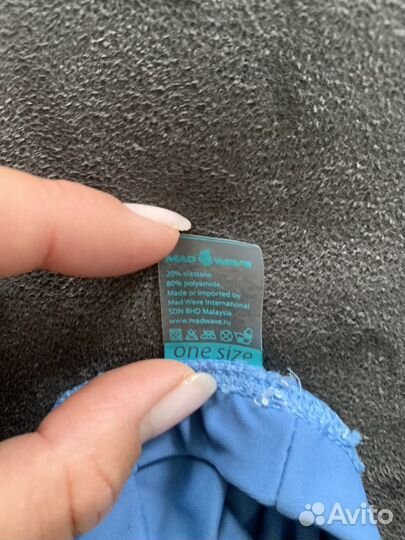 MAD WAVE
20% elastane
80% polyamide
Made or imported by
Mad Wave International
SDN BHD Malaysia
www.madwave.ru
one size
Avito